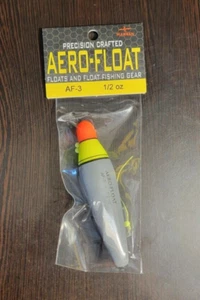 PRECISION CRAFTED
AERO-FLOAT
FLOATS AND FLOAT FISHING GEAR
AF-3 1/2 oz